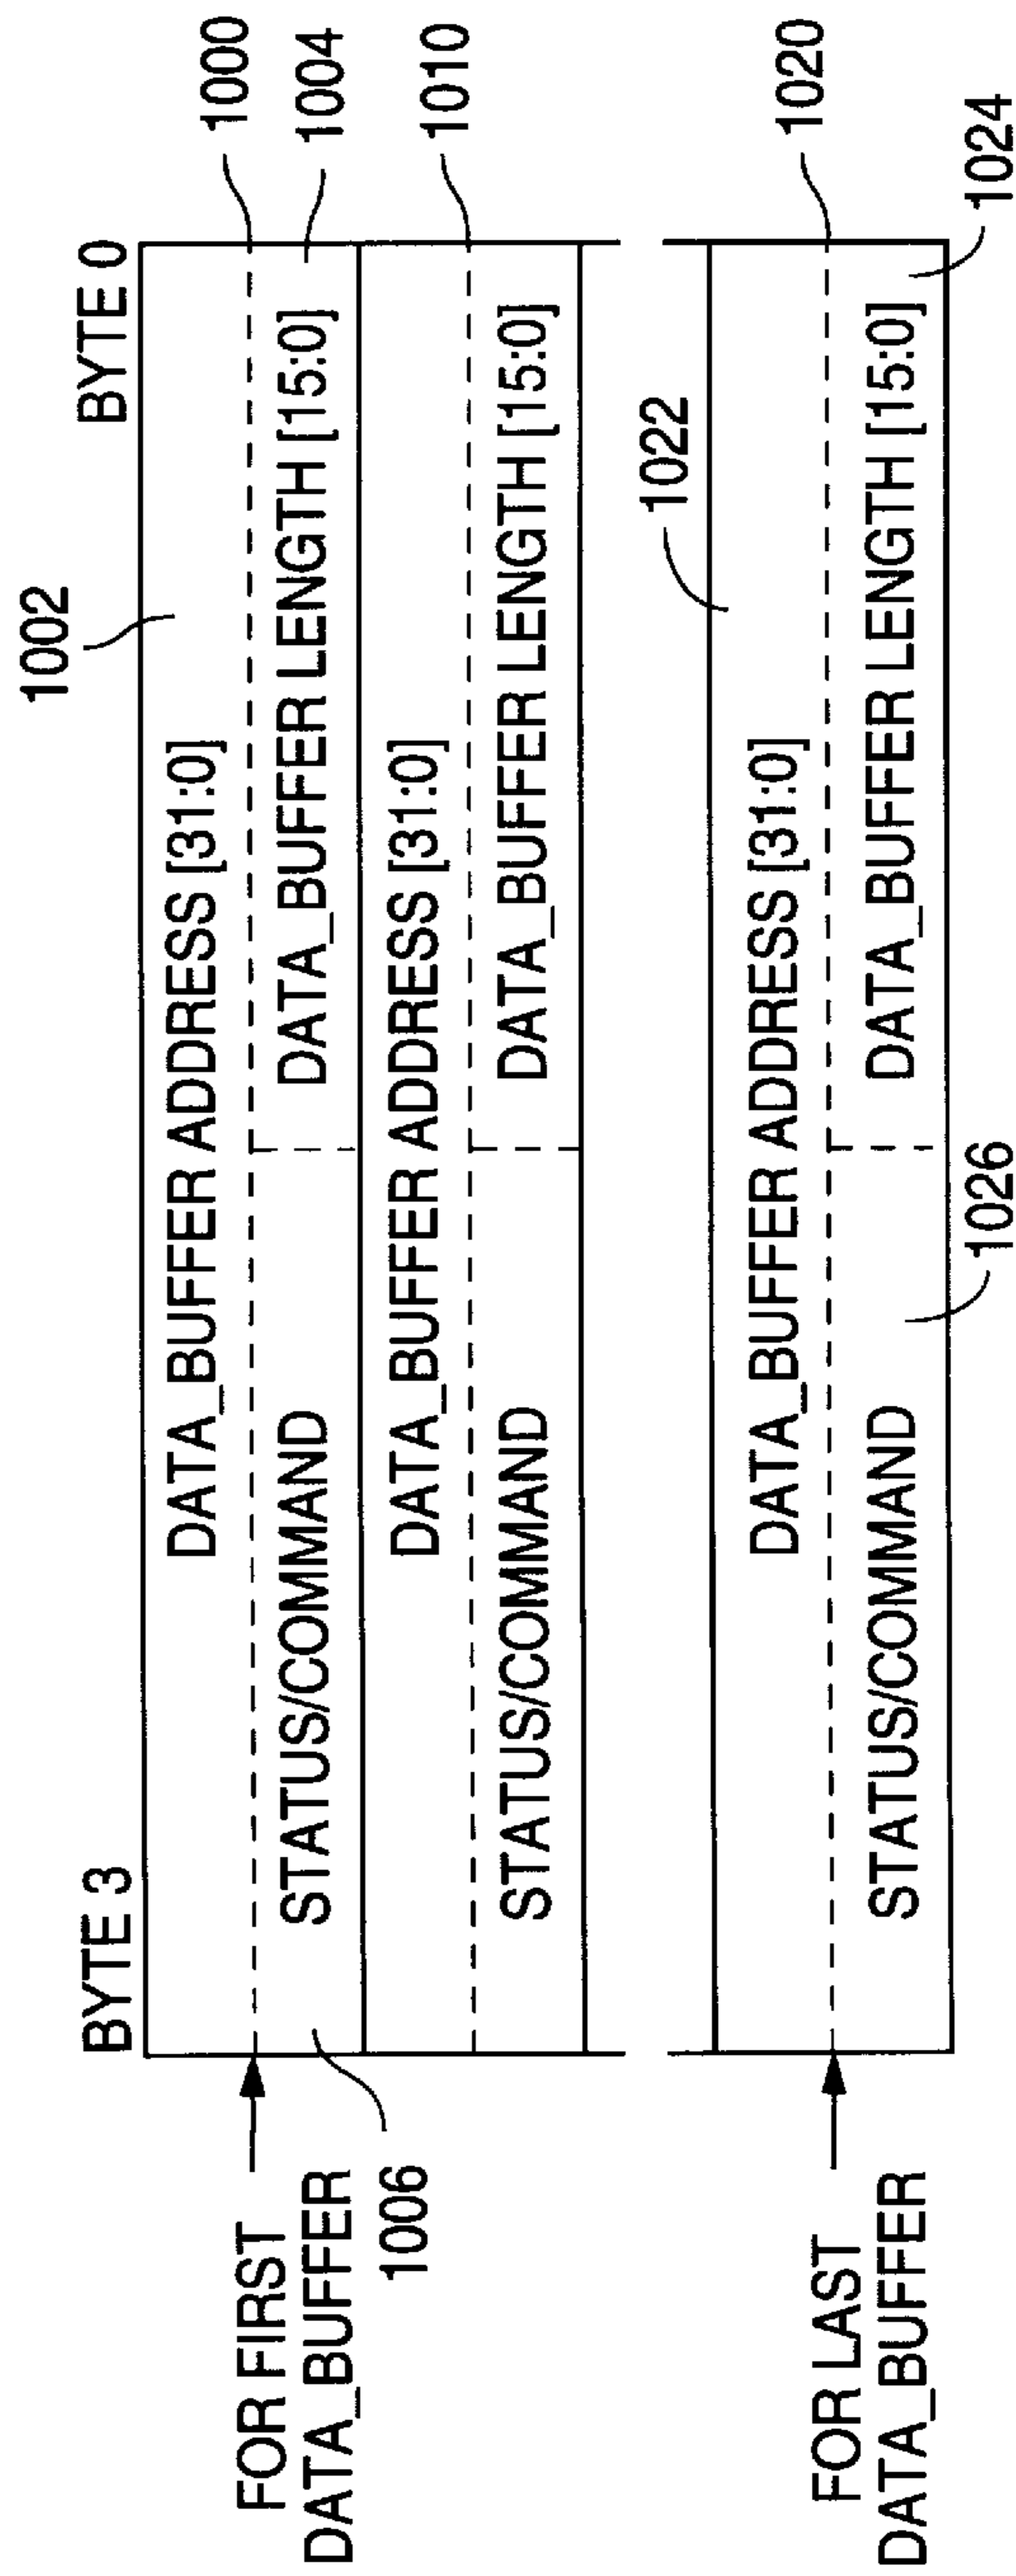 1002
BYTE 3
BYTE 0
1000
DATA_BUFFER ADDRESS [31:0]
1004
FOR FIRST
DATA_BUFFER
STATUS/COMMAND
DATA_BUFFER LENGTH [15:0]
1006
DATA_BUFFER ADDRESS [31:0]
1010
STATUS/COMMAND
DATA_BUFFER LENGTH [15:0]
1022
DATA_BUFFER ADDRESS [31:0]
1020
FOR LAST
DATA_BUFFER
STATUS/COMMAND
DATA_BUFFER LENGTH [15:0]
1026
1024